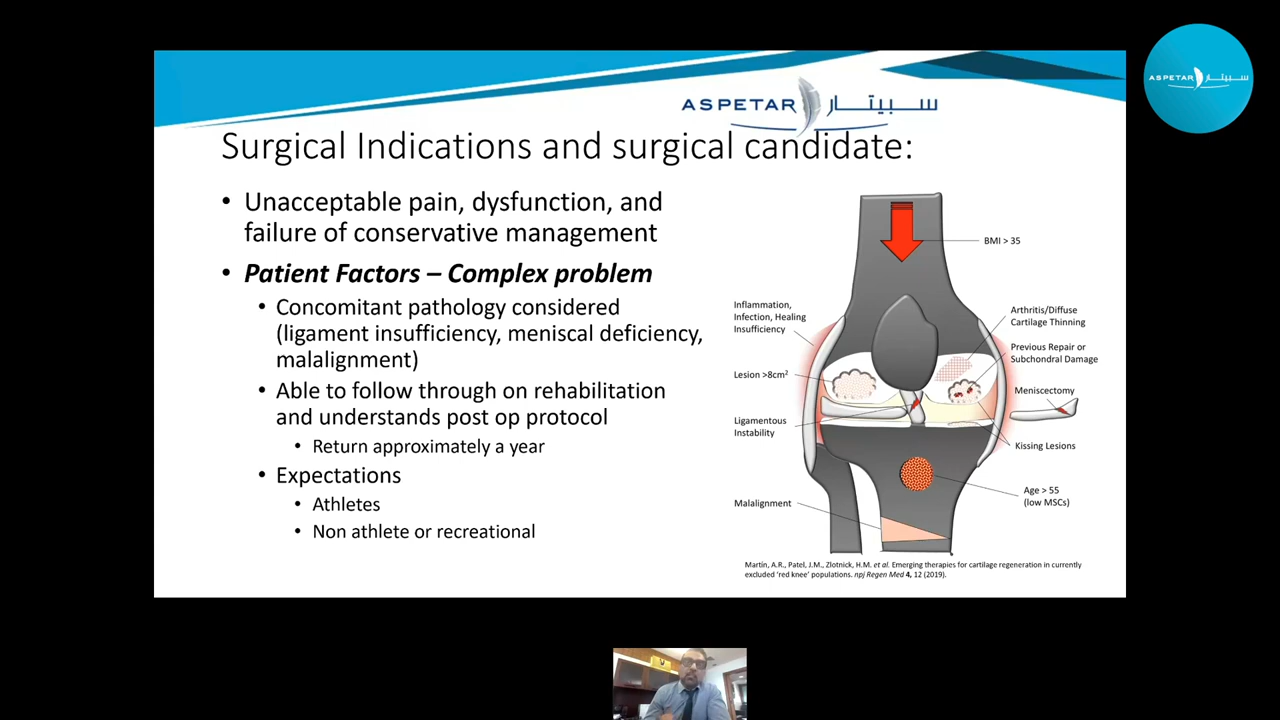 ASPETAR سبيتار
ASPETAR سبيتار
Surgical Indications and surgical candidate:
• Unacceptable pain, dysfunction, and
failure of conservative management
• Patient Factors – Complex problem
• Concomitant pathology considered
(ligament insufficiency, meniscal deficiency,
malalignment)
• Able to follow through on rehabilitation
and understands post op protocol
• Return approximately a year
• Expectations
• Athletes
• Non athlete or recreational
BMI > 35
Inflammation,
Infection, Healing
Insufficiency
Arthritis/Diffuse
Cartilage Thinning
Previous Repair or
Subchondral Damage
Lesion >8cm²
Meniscectomy
Ligamentous
Instability
Kissing Lesions
Age > 55
(low MSCs)
Malalignment
Martin, A.R., Patel, J.M., Zlotnick, H.M. et al. Emerging therapies for cartilage regeneration in currently
excluded ‘red knee’ populations. npj Regen Med 4, 12 (2019).